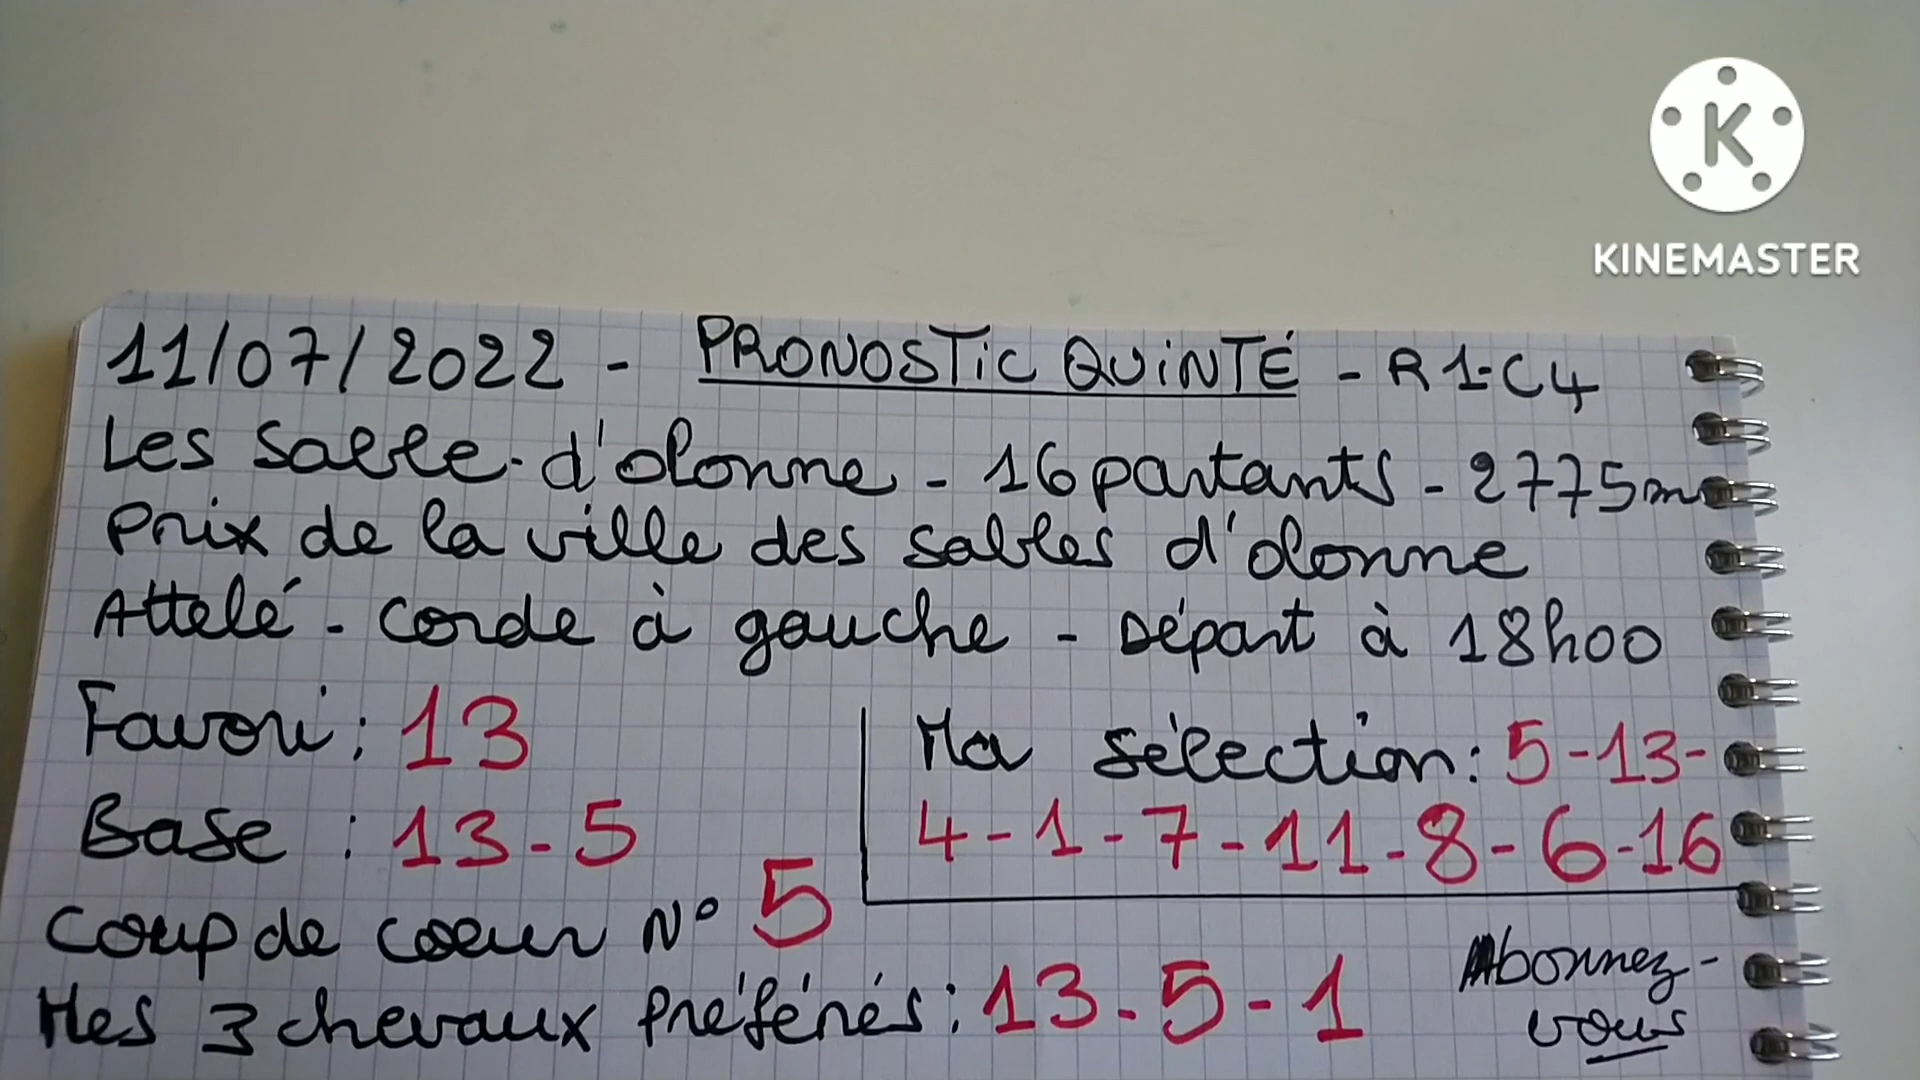 KINEMASTER
11/07/2022 - PRONOSTIC QUINTÉ - R1-C4
Les Sable-d'olonne - 16 partants - 2775m
Prix de la ville des sables d'olonne
Attelé - corde à gauche - Départ à 18h00
Favori : 13
Base : 13-5
Coup de coeur N° 5
Mes 3 chevaux préférés : 13-5-1
Ma sélection : 5-13-
4-1-7-11-8-6-16
Abonnez-
vous